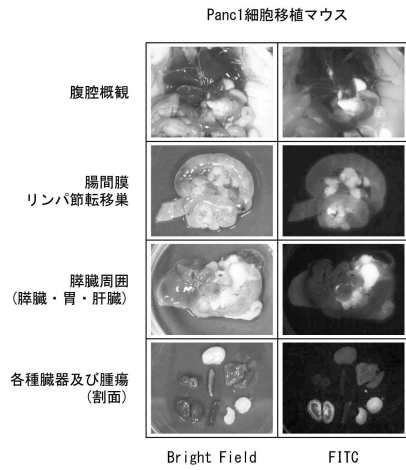 Panc1細胞移植マウス
腹腔概観
腸間膜
リンパ節転移巣
膵臓周囲
(膵臓・胃・肝臓)
各種臓器及び腫瘍
(割面)
Bright Field
FITC